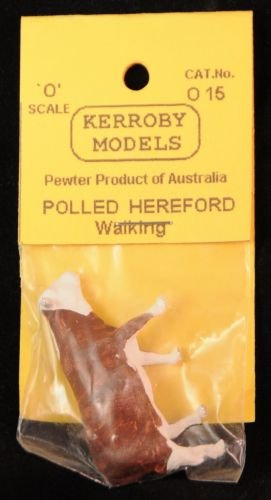 'O'
SCALE
CAT.No.
O 15
KERROBY
MODELS
Pewter Product of Australia
POLLED HEREFORD
Walking